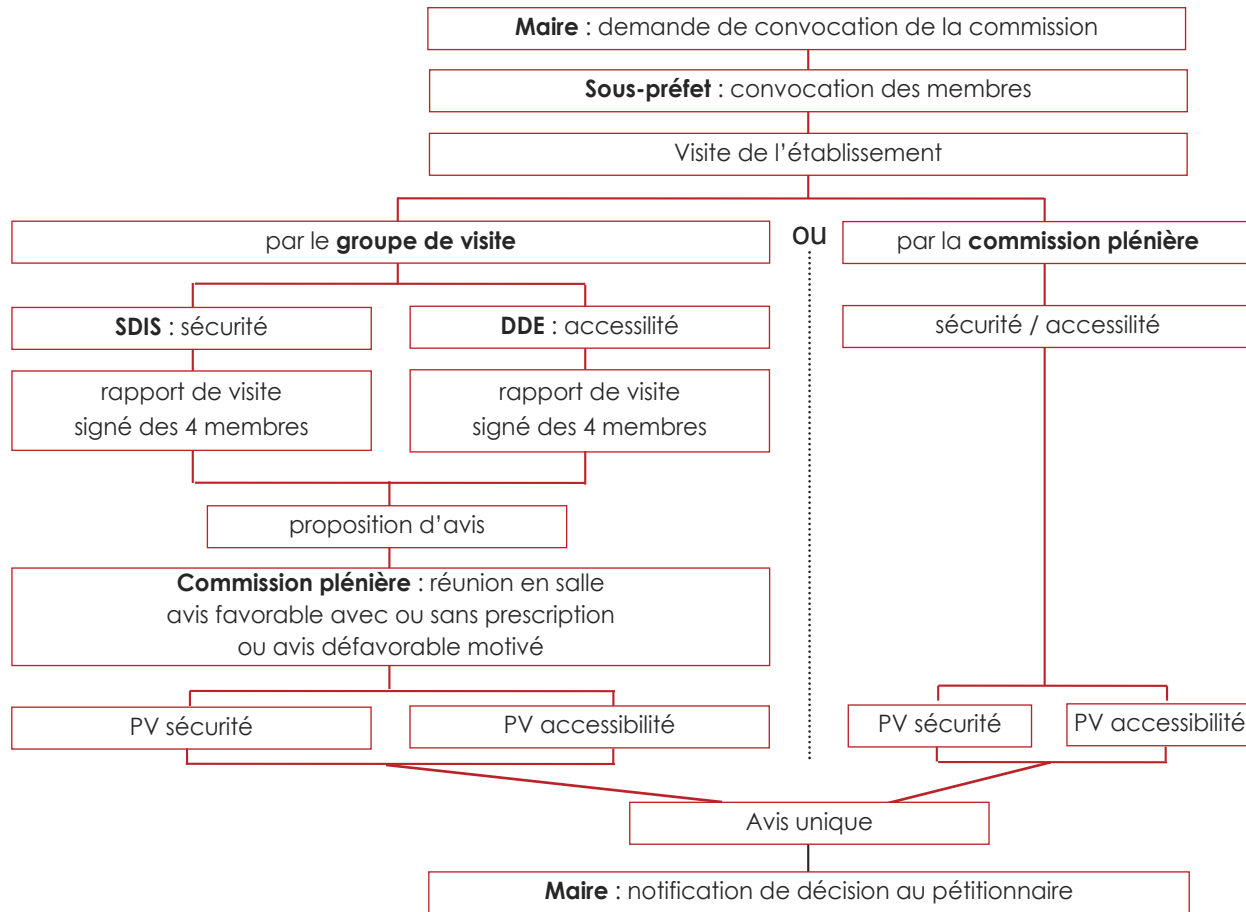 Maire : demande de convocation de la commission
Sous-préfet : convocation des membres
Visite de l'établissement
par le groupe de visite
ou
par la commission plénière
SDIS : sécurité
DDE : accessilité
sécurité / accessilité
rapport de visite
signé des 4 membres
rapport de visite
signé des 4 membres
proposition d'avis
Commission plénière : réunion en salle
avis favorable avec ou sans prescription
ou avis défavorable motivé
PV sécurité
PV accessibilité
PV sécurité
PV accessibilité
Avis unique
Maire : notification de décision au pétitionnaire